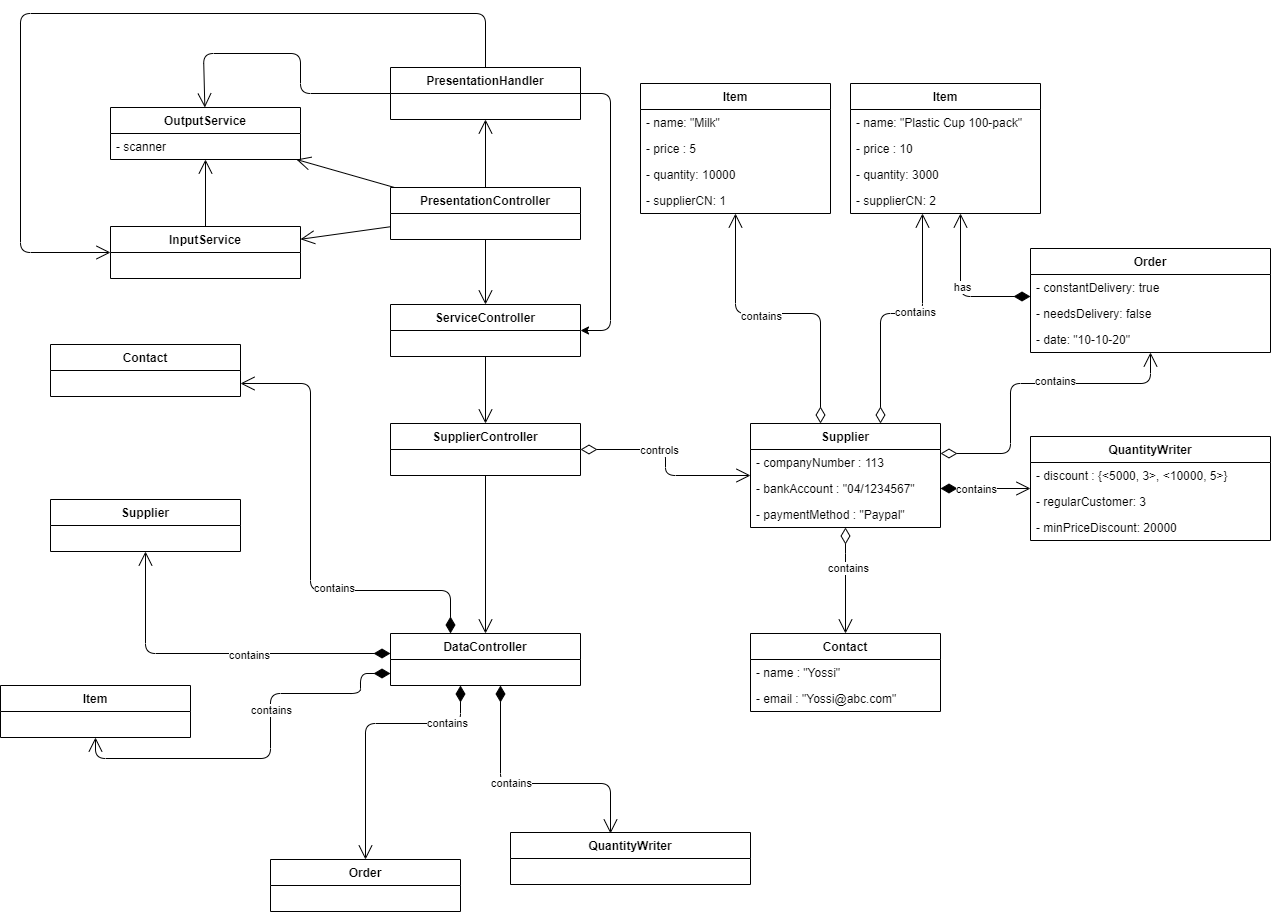 PresentationHandler
OutputService
- scanner
PresentationController
InputService
ServiceController
Item
- name: "Milk"
- price : 5
- quantity: 10000
- supplierCN: 1
Item
- name: "Plastic Cup 100-pack"
- price : 10
- quantity: 3000
- supplierCN: 2
Order
- constantDelivery: true
- needsDelivery: false
- date: "10-10-20"
has
contains
contains
contains
Contact
SupplierController
controls
Supplier
- companyNumber : 113
- bankAccount : "04/1234567"
- paymentMethod : "Paypal"
contains
QuantityWriter
- discount : {<5000, 3>, <10000, 5>}
- regularCustomer: 3
- minPriceDiscount: 20000
contains
Contact
- name : "Yossi"
- email : "Yossi@abc.com"
Supplier
contains
DataController
contains
Item
contains
contains
contains
Order
QuantityWriter